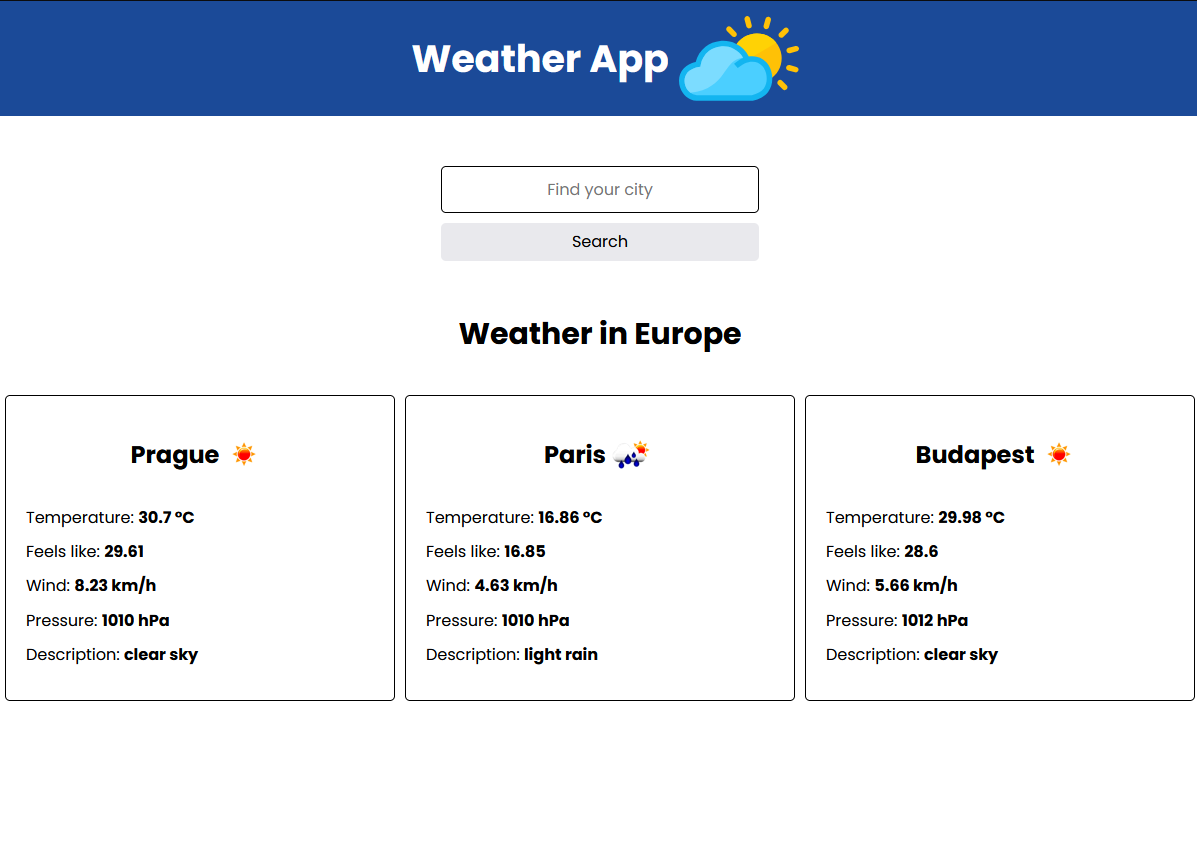 Weather App
Find your city
Search
Weather in Europe
Prague
Temperature: 30.7 °C
Feels like: 29.61
Wind: 8.23 km/h
Pressure: 1010 hPa
Description: clear sky
Paris
Temperature: 16.86 °C
Feels like: 16.85
Wind: 4.63 km/h
Pressure: 1010 hPa
Description: light rain
Budapest
Temperature: 29.98 °C
Feels like: 28.6
Wind: 5.66 km/h
Pressure: 1012 hPa
Description: clear sky